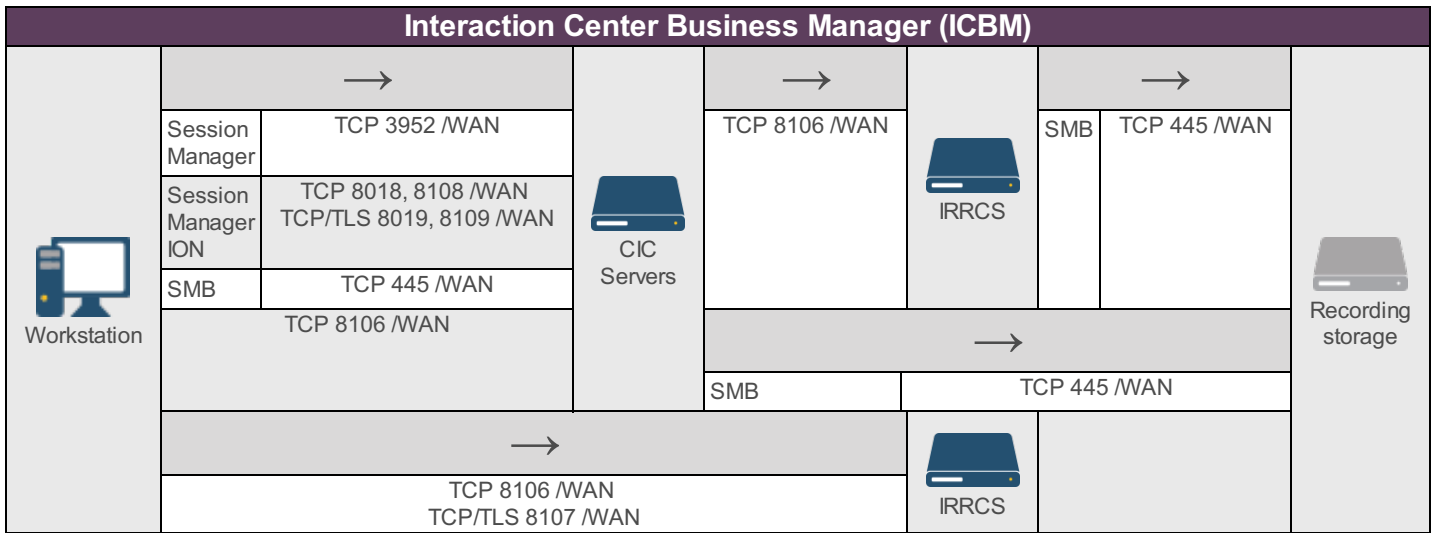 Interaction Center Business Manager (ICBM)
→
→
→
Session
Manager
TCP 3952 /WAN
TCP 8106 /WAN
SMB
TCP 445 /WAN
Session
Manager
ION
TCP 8018, 8108 /WAN
TCP/TLS 8019, 8109 /WAN
IRRCS
CIC
Servers
SMB
TCP 445 /WAN
Workstation
TCP 8106 /WAN
Recording
storage
→
SMB
TCP 445 /WAN
→
TCP 8106 /WAN
TCP/TLS 8107 /WAN
IRRCS